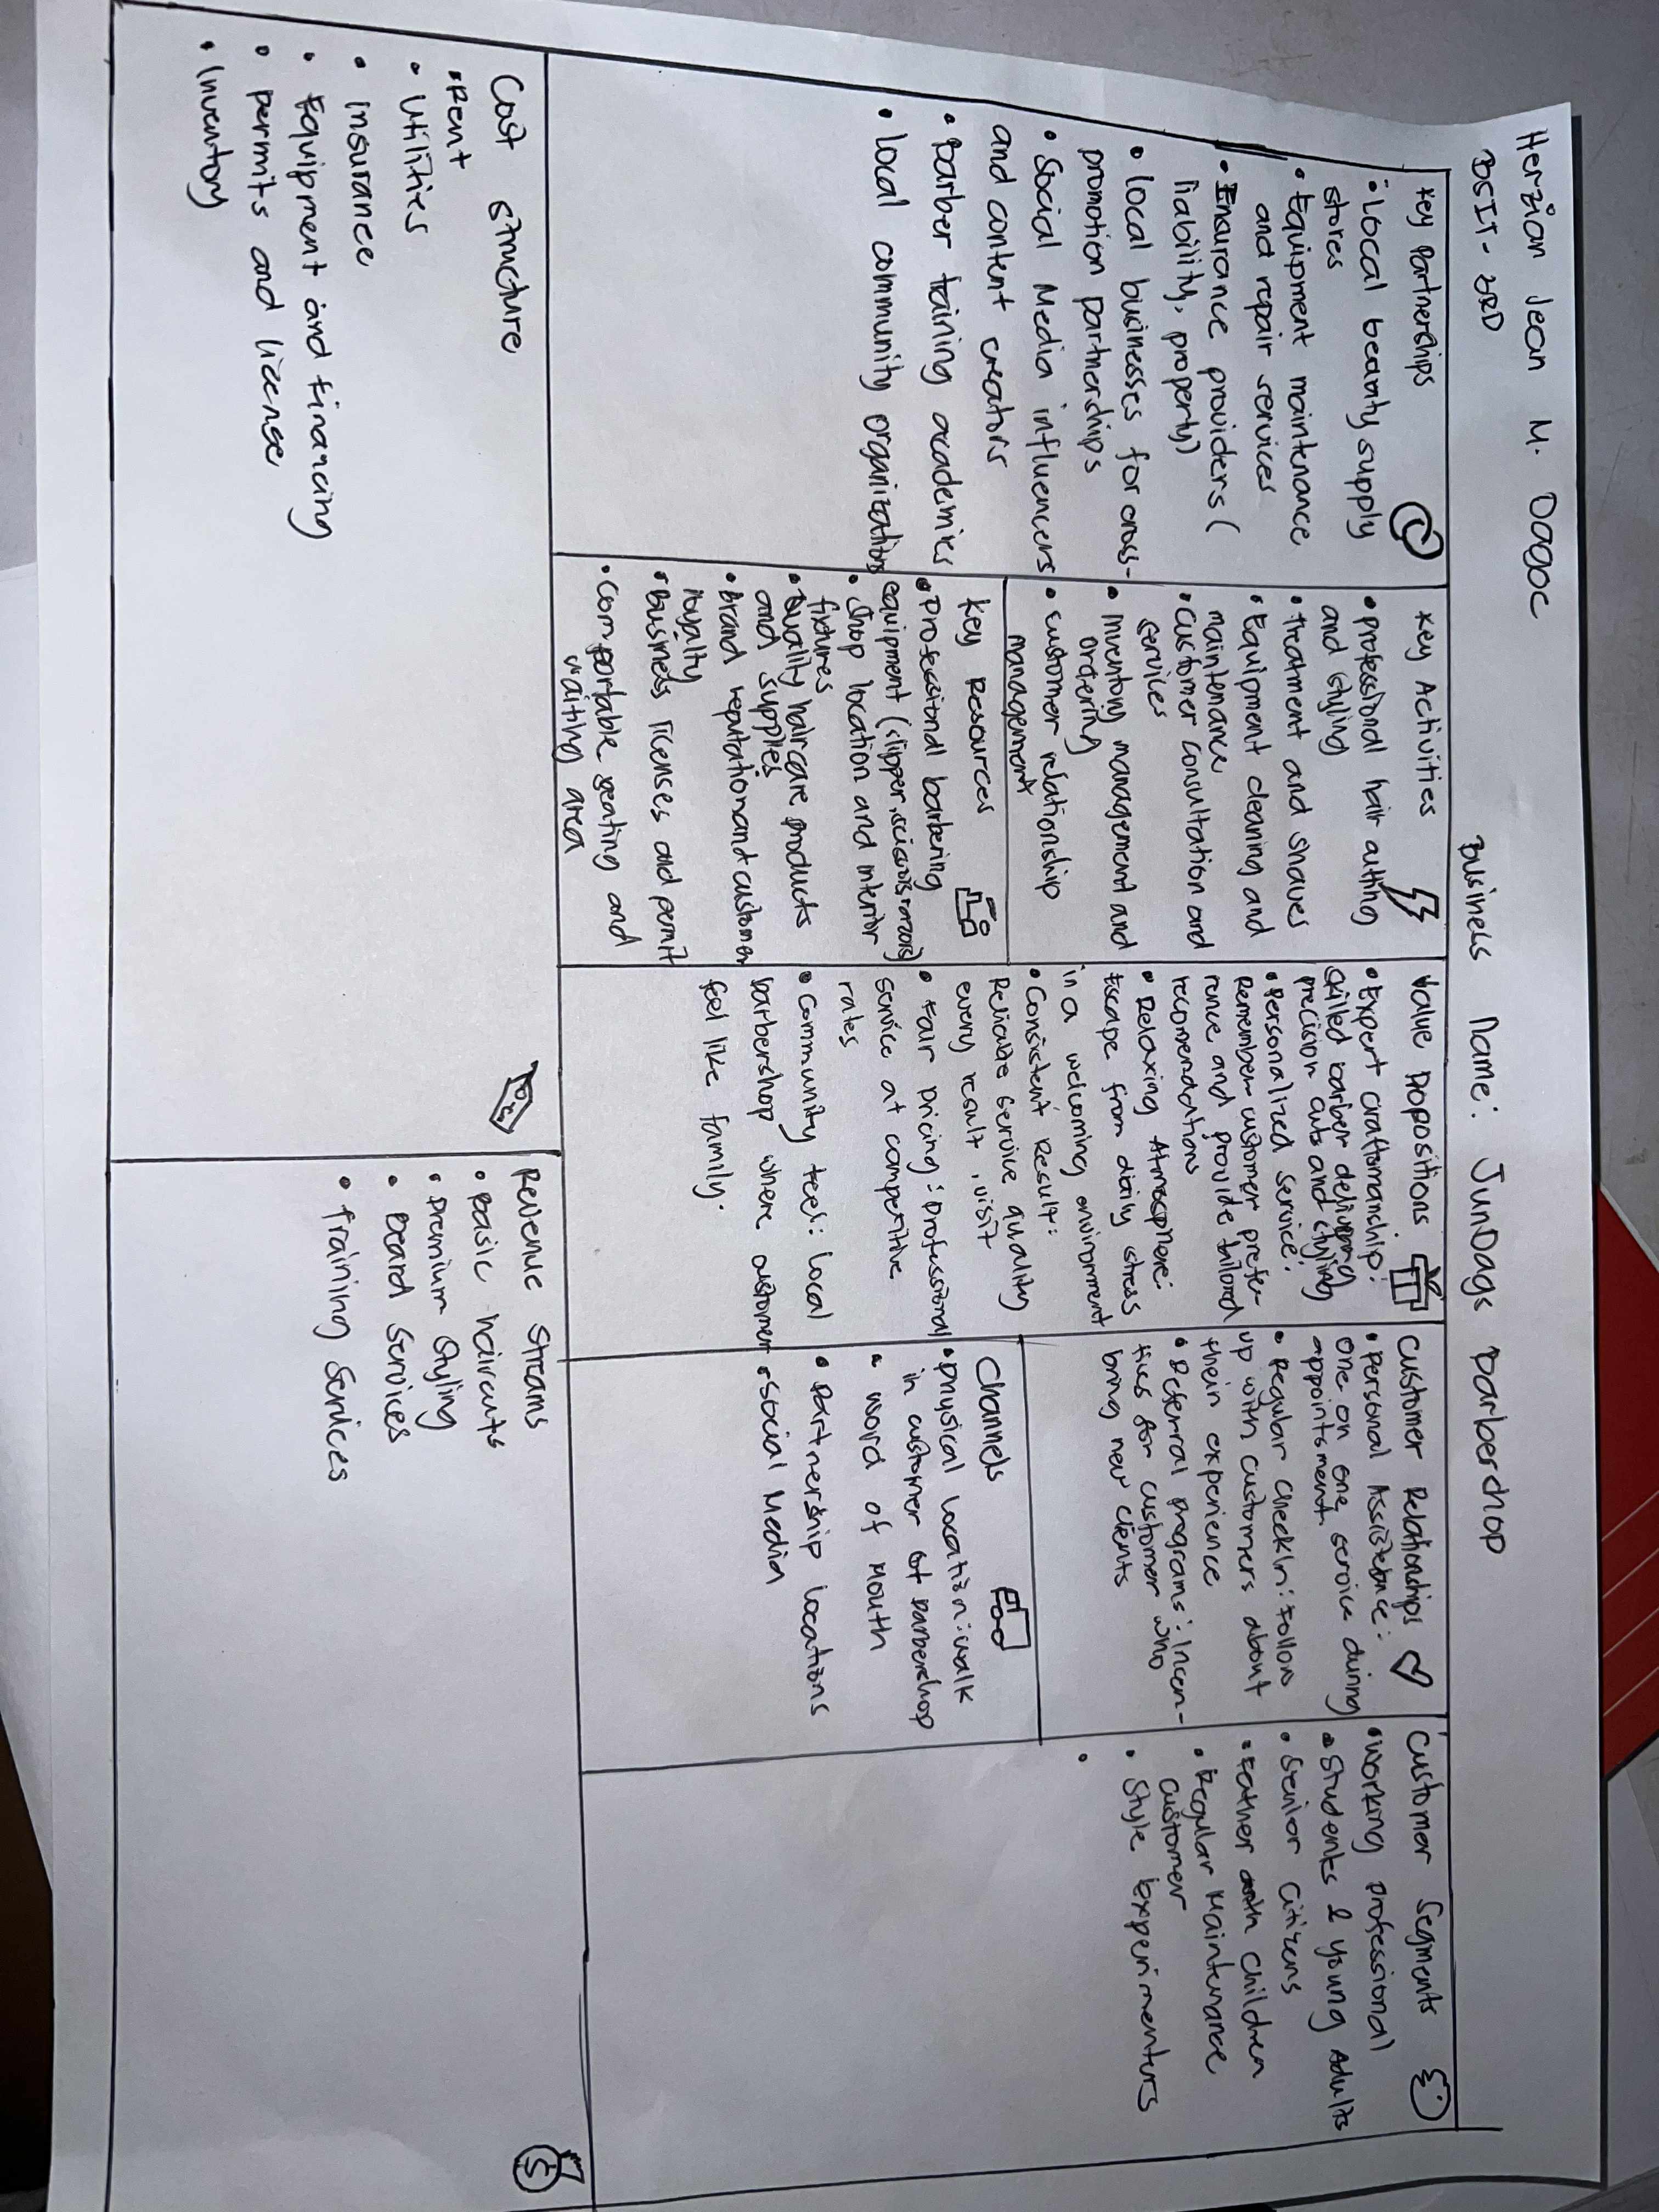 Herzian Jean M. Dagoc
BSIT-3RD
Business Name: JunDags Barbershop
Key Partnerships
• Local beauty supply
stores
• Equipment maintenance
and repair services
• Insurance providers (
liability, property)
• local businesses for cross-
promotion partnerships
• Social Media influencers
and content creators
• barber training academies
• local community organizations
Key Activities
• professional hair cutting
and styling
• treatment and shaves
• Equipment cleaning and
maintenance
• Customer consultation and
services
• Inventory management and
ordering
• customer relationship
management
Key Resources
• Professional barbering
equipment (slipper, scissors, razors)
• Shop location and interior
fixtures
• Quality haircare products
and supplies
• Brand reputation and customer
loyalty
• Business licenses and permit
• Comportable seating and
waiting area
Value Propositions
• Expert craftsmanship:
skilled barber delivering
precision cuts and styling
• Personalized service:
Remember customer prefe-
rence and provide tailored
recomendations
• Relaxing Atmosphere:
Escape from daily stress
in a welcoming environment
• Consistent Result:
Reliable service quality
every result, visit
• Fair pricing: Professional
service at competitive
rates
• Community feel: Local
barbershop where customer
feel like family.
Customer Relationships
• Personal Assistance:
one on one service during
appointsment
• Regular CheckIn: Follow
up with customers about
their experience
• Referral programs: Incen-
tives for customer who
bring new clients
Channels
• Physical location: walk
in customer at barbershop
• word of Mouth
• Partnership locations
• Social Media
Customer Segments
• Working Professional
• Students & young Adults
• Senior Citizens
• Father with Children
• Regular Maintenance
customer
• Style Experimenters
•
Cost structure
• Rent
• Utilities
• insurance
• Equipment and financing
• permits and license
• Inventory
Revenue Streams
• Basic haircuts
• Premium Styling
• Beard Services
• training Services